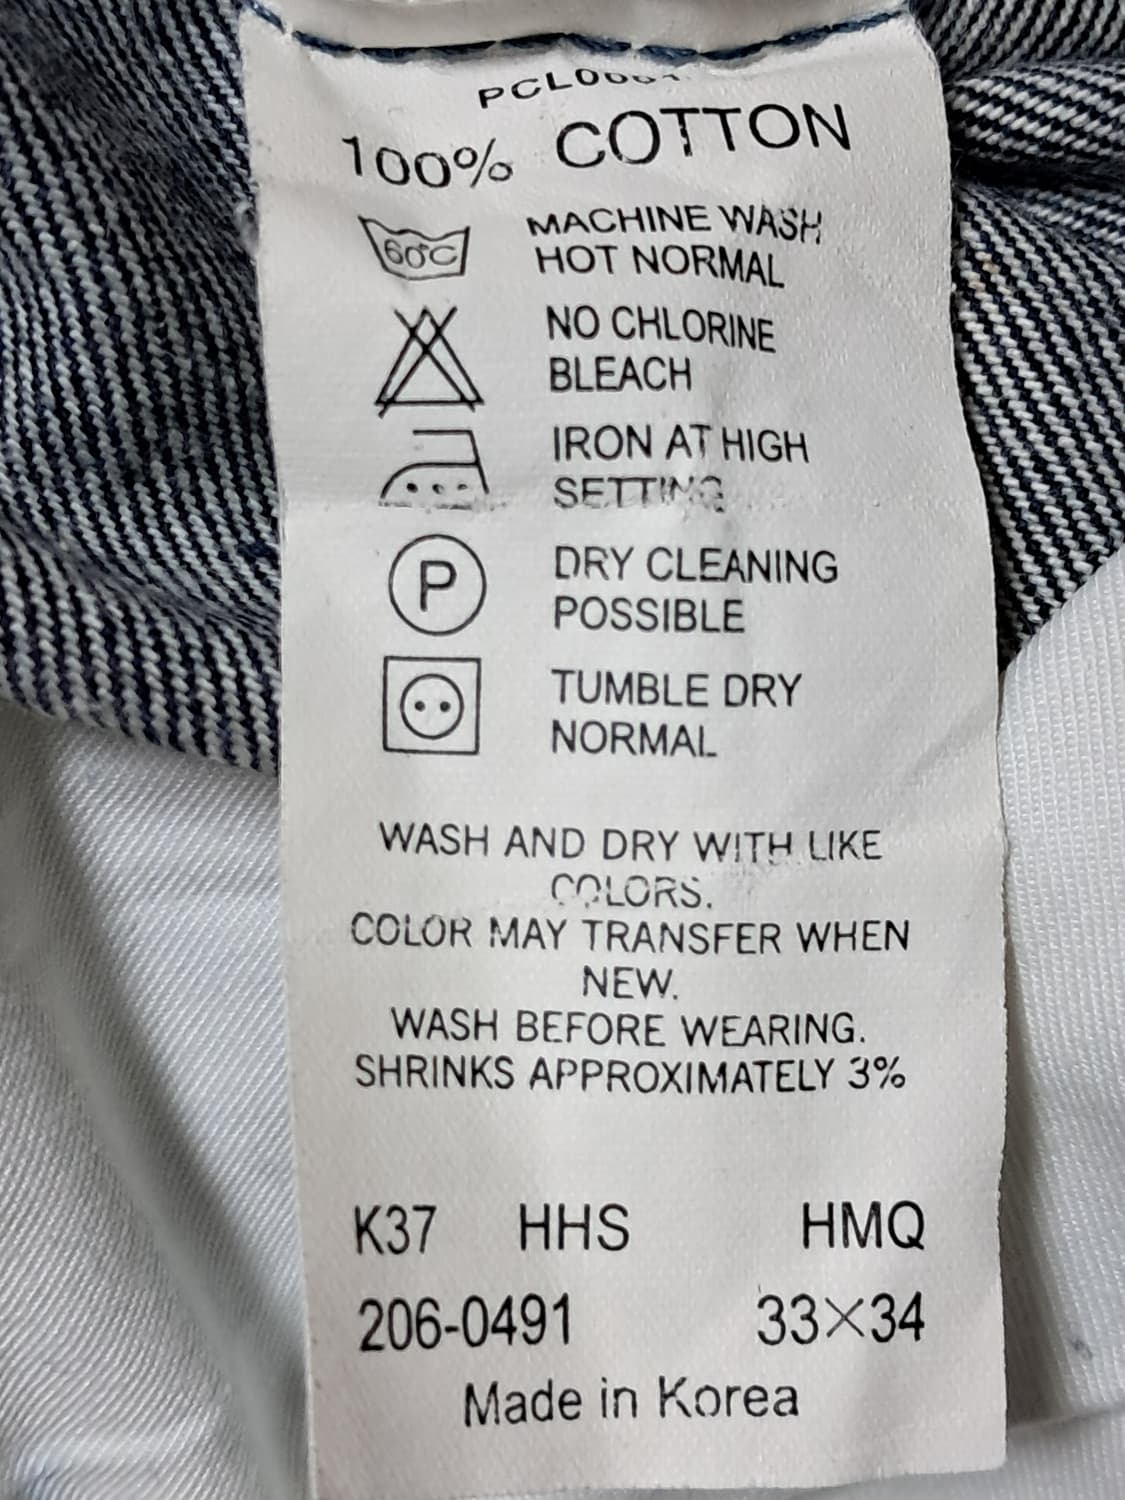 100% COTTON
60°C MACHINE WASH
HOT NORMAL
NO CHLORINE
BLEACH
IRON AT HIGH
SETTING
P DRY CLEANING
POSSIBLE
TUMBLE DRY
NORMAL
WASH AND DRY WITH LIKE
COLORS.
COLOR MAY TRANSFER WHEN
NEW.
WASH BEFORE WEARING.
SHRINKS APPROXIMATELY 3%
K37 HHS HMQ
206-0491 33×34
Made in Korea